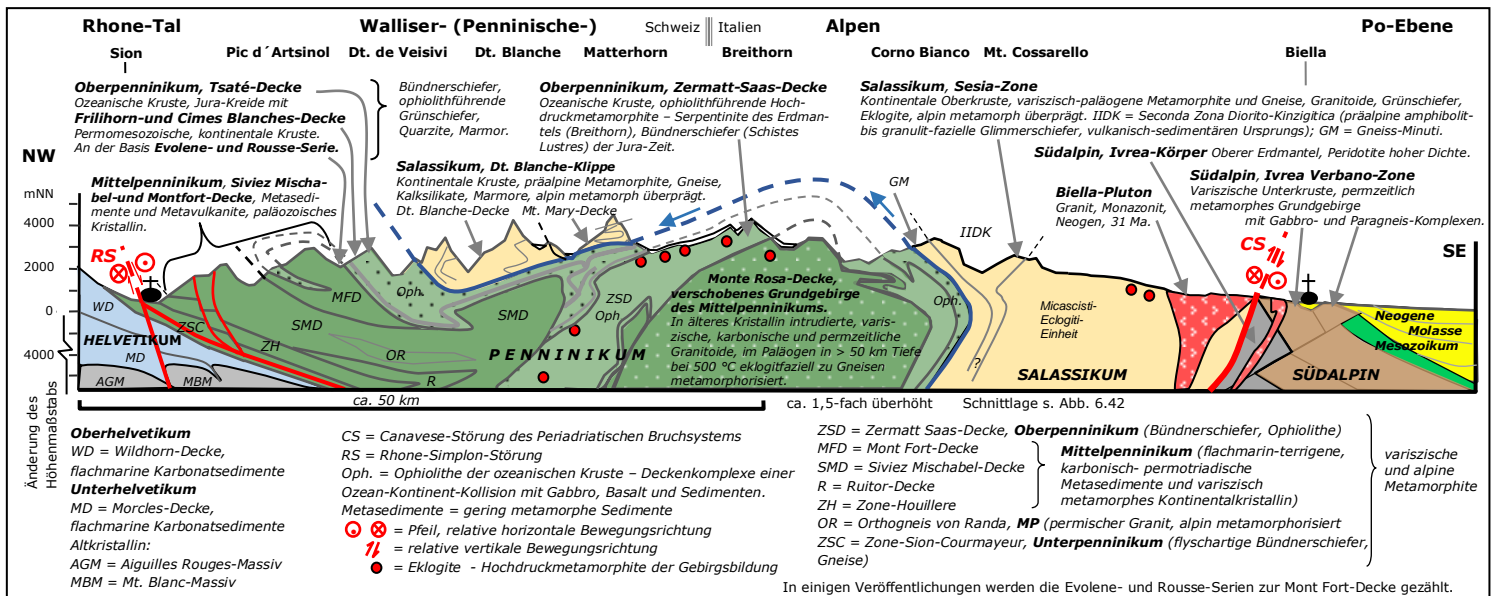 Rhone-Tal
Walliser- (Penninische-)
Schweiz
Italien
Alpen
Po-Ebene
Sion
Pic d´Artsinol
Dt. de Veisivi
Dt. Blanche
Matterhorn
Breithorn
Corno Bianco
Mt. Cossarello
Biella
Oberpenninikum, Tsaté-Decke
Ozeanische Kruste, Jura-Kreide mit
Frilihorn-und Cimes Blanches-Decke
Permomesozoische, kontinentale Kruste.
An der Basis Evolene- und Rousse-Serie.
Bündnerschiefer,
ophiolithführende
Grünschiefer,
Quarzite, Marmor.
Oberpenninikum, Zermatt-Saas-Decke
Ozeanische Kruste, ophiolithführende Hoch-
druckmetamorphite – Serpentinite des Erdman-
tels (Breithorn), Bündnerschiefer (Schistes
Lustres) der Jura-Zeit.
Salassikum, Sesia-Zone
Kontinentale Oberkruste, variszisch-paläogene Metamorphite und Gneise, Granitoide, Grünschiefer,
Eklogite, alpin metamorph überprägt. IIDK = Seconda Zona Diorito-Kinzigitica (präalpine amphibolit-
bis granulit-fazielle Glimmerschiefer, vulkanisch-sedimentären Ursprungs); GM = Gneiss-Minuti.
NW
mNN
4000
2000
0
4000
Änderung des
Höhenmaßstabs
Mittelpenninikum, Siviez Mischa-
bel-und Montfort-Decke, Metasedi-
mente und Metavulkanite, paläozoisches
Kristallin.
Salassikum, Dt. Blanche-Klippe
Kontinentale Kruste, präalpine Metamorphite, Gneise,
Kalksilikate, Marmore, alpin metamorph überprägt.
Dt. Blanche-Decke
Mt. Mary-Decke
Südalpin, Ivrea-Körper Oberer Erdmantel, Peridotite hoher Dichte.
Biella-Pluton
Granit, Monazonit,
Neogen, 31 Ma.
Südalpin, Ivrea Verbano-Zone
Variszische Unterkruste, permzeitlich
metamorphes Grundgebirge
mit Gabbro- und Paragneis-Komplexen.
SE
RS
CS
GM
IIDK
WD
HELVETIKUM
MD
AGM
MBM
ZSC
ZH
SMD
MFD
OR
R
Oph.
SMD
ZSD
Oph
PENNINIKUM
Monte Rosa-Decke,
verschobenes Grundgebirge
des Mittelpenninikums.
In älteres Kristallin intrudierte, varis-
zische, karbonische und permzeitliche
Granitoide, im Paläogen in > 50 km Tiefe
bei 500 °C eklogitfaziell zu Gneisen
metamorphorisiert.
Oph.
?
Micascisti-
Eclogiti-
Einheit
SALASSIKUM
SÜDALPIN
Neogene
Molasse
Mesozoikum
ca. 50 km
ca. 1,5-fach überhöht
Schnittlage s. Abb. 6.42
Oberhelvetikum
WD = Wildhorn-Decke,
flachmarine Karbonatsedimente
Unterhelvetikum
MD = Morcles-Decke,
flachmarine Karbonatsedimente
Altkristallin:
AGM = Aiguilles Rouges-Massiv
MBM = Mt. Blanc-Massiv
CS = Canavese-Störung des Periadriatischen Bruchsystems
RS = Rhone-Simplon-Störung
Oph. = Ophiolithe der ozeanischen Kruste – Deckenkomplexe einer
Ozean-Kontinent-Kollision mit Gabbro, Basalt und Sedimenten.
Metasedimente = gering metamorphe Sedimente
= Pfeil, relative horizontale Bewegungsrichtung
= relative vertikale Bewegungsrichtung
= Eklogite - Hochdruckmetamorphite der Gebirgsbildung
ZSD = Zermatt Saas-Decke, Oberpenninikum (Bündnerschiefer, Ophiolithe)
MFD = Mont Fort-Decke
SMD = Siviez Mischabel-Decke
R = Ruitor-Decke
ZH = Zone-Houillere
Mittelpenninikum (flachmarin-terrigene,
karbonisch- permotriadische
Metasedimente und variszisch
metamorphes Kontinentalkristallin)
OR = Orthogneis von Randa, MP (permischer Granit, alpin metamorphisiert
ZSC = Zone-Sion-Courmayeur, Unterpenninikum (flyschartige Bündnerschiefer,
Gneise)
variszische
und alpine
Metamorphite
In einigen Veröffentlichungen werden die Evolene- und Rousse-Serien zur Mont Fort-Decke gezählt.